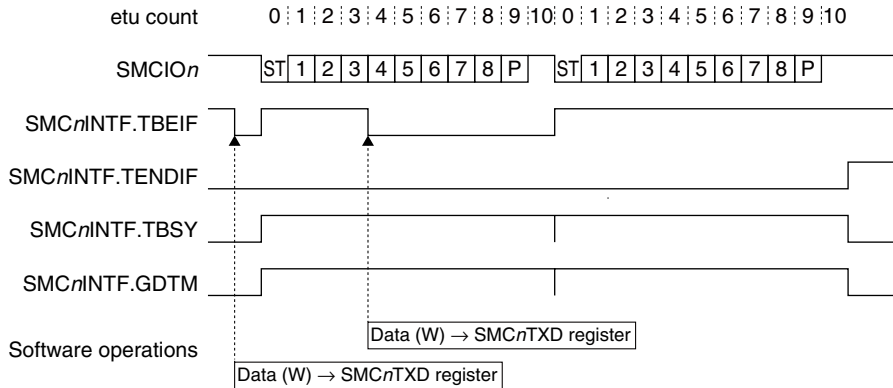 etu count 0 1 2 3 4 5 6 7 8 9 10 0 1 2 3 4 5 6 7 8 9 10
SMCIOn ST 1 2 3 4 5 6 7 8 P ST 1 2 3 4 5 6 7 8 P
SMCnINTF.TBEIF
SMCnINTF.TENDIF
SMCnINTF.TBSY
SMCnINTF.GDTM
Data (W) → SMCnTXD register
Software operations
Data (W) → SMCnTXD register